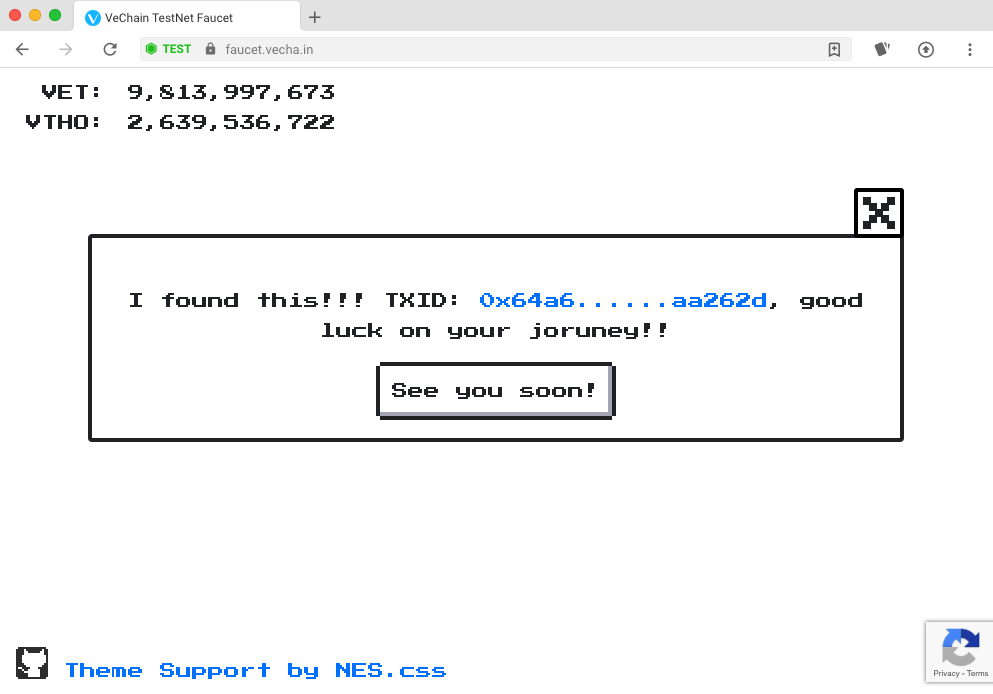 VeChain TestNet Faucet
TEST faucet.vecha.in
VET: 9,813,997,673
VTHO: 2,639,536,722
I found this!!! TXID: 0x64a6......aa262d, good
luck on your joruney!!
See you soon!
Theme Support by NES.css
Privacy - Terms